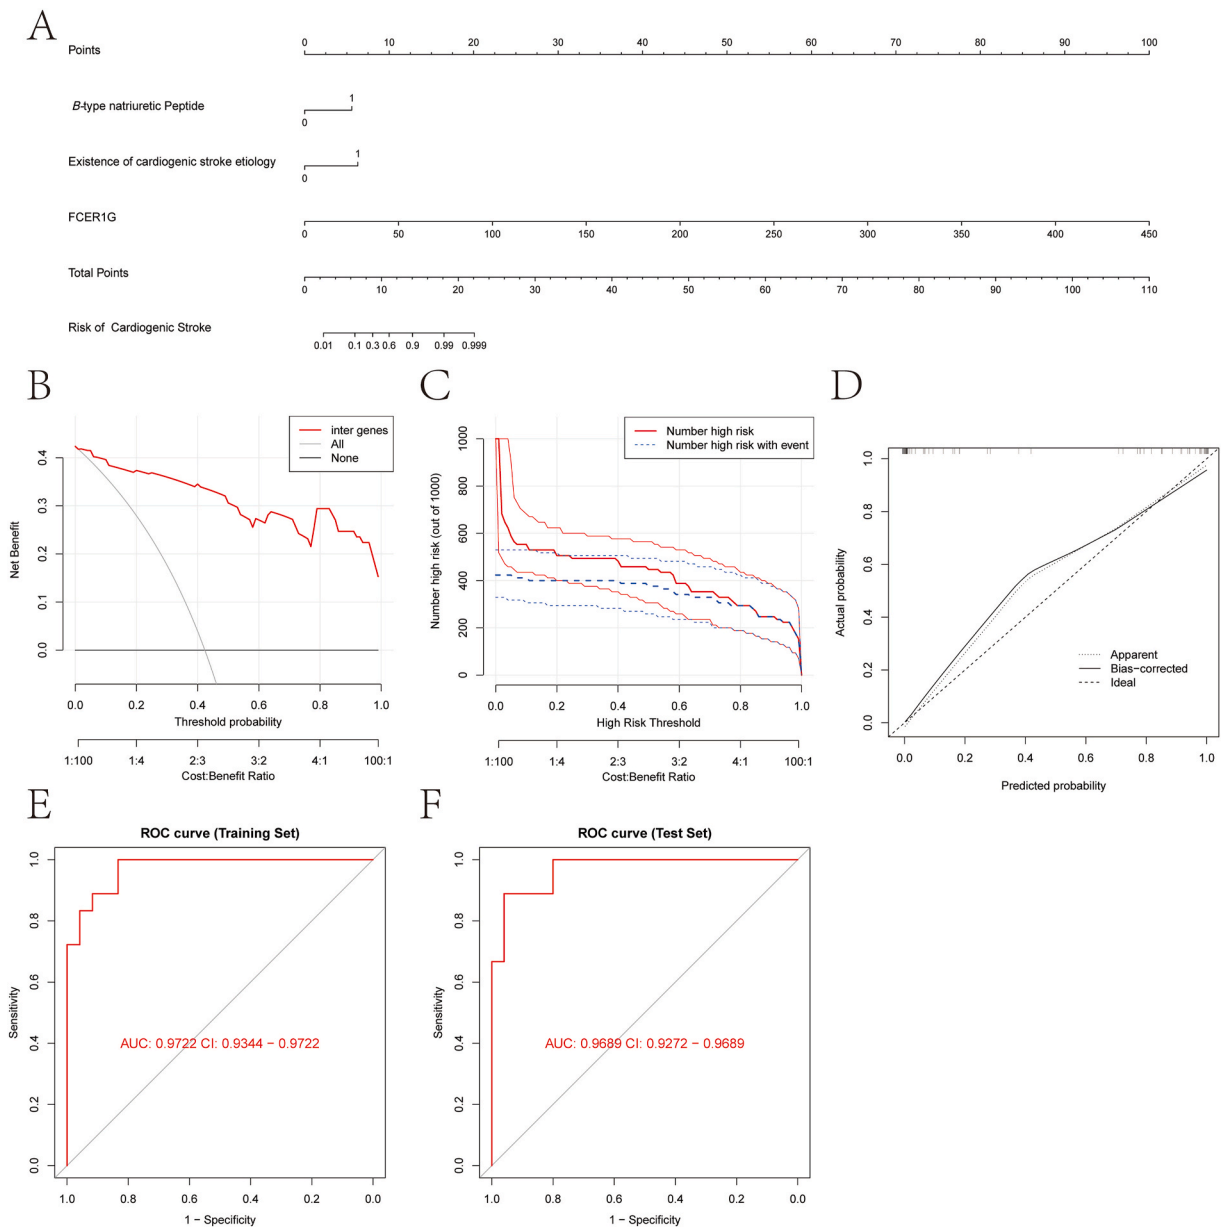 A
Points
0 10 20 30 40 50 60 70 80 90 100
B-type natriuretic Peptide
1
0
Existence of cardiogenic stroke etiology
1
0
FCER1G
0 50 100 150 200 250 300 350 400 450
Total Points
0 10 20 30 40 50 60 70 80 90 100 110
Risk of Cardiogenic Stroke
0.01 0.1 0.3 0.6 0.9 0.99 0.999
B
inter genes
All
None
Net Benefit
0.4
0.3
0.2
0.1
0.0
0.0 0.2 0.4 0.6 0.8 1.0
Threshold probability
1:100 1:4 2:3 3:2 4:1 100:1
Cost:Benefit Ratio
C
Number high risk
Number high risk with event
Number high risk (out of 1000)
1000
800
600
400
200
0
0.0 0.2 0.4 0.6 0.8 1.0
High Risk Threshold
1:100 1:4 2:3 3:2 4:1 100:1
Cost:Benefit Ratio
D
Actual probability
1.0
0.8
0.6
0.4
0.2
0.0
Apparent
Bias−corrected
Ideal
0.0 0.2 0.4 0.6 0.8 1.0
Predicted probability
E
ROC curve (Training Set)
Sensitivity
1.0
0.8
0.6
0.4
0.2
0.0
AUC: 0.9722 CI: 0.9344 − 0.9722
1.0 0.8 0.6 0.4 0.2 0.0
1 − Specificity
F
ROC curve (Test Set)
Sensitivity
1.0
0.8
0.6
0.4
0.2
0.0
AUC: 0.9689 CI: 0.9272 − 0.9689
1.0 0.8 0.6 0.4 0.2 0.0
1 − Specificity